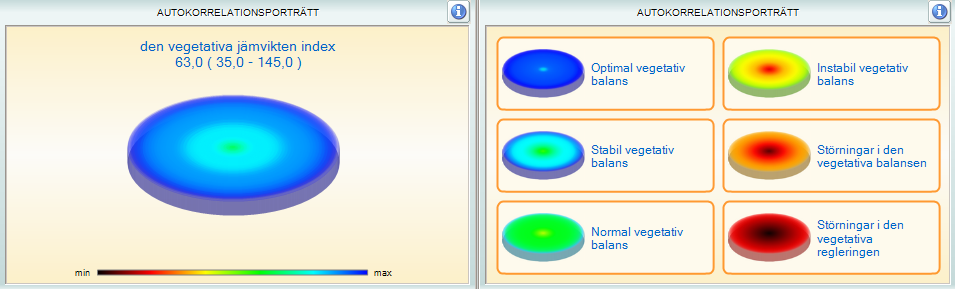 AUTOKORRELATIONSPORTRÄTT
den vegetativa jämvikten index
63,0 ( 35,0 - 145,0 )
min
max
AUTOKORRELATIONSPORTRÄTT
Optimal vegetativ
balans
Instabil vegetativ
balans
Stabil vegetativ
balans
Störningar i den
vegetativa balansen
Normal vegetativ
balans
Störningar i den
vegetativa
regleringen